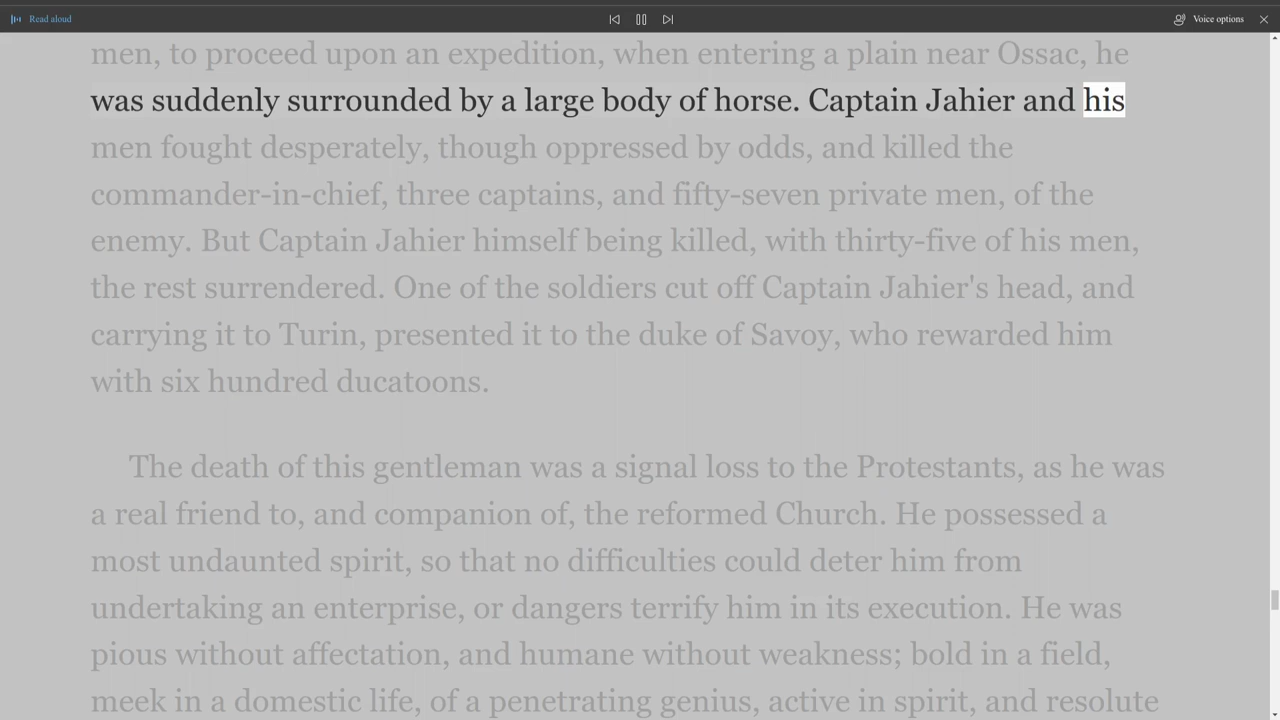 Read aloud
Voice options
men, to proceed upon an expedition, when entering a plain near Ossac, he
was suddenly surrounded by a large body of horse. Captain Jahier and his
men fought desperately, though oppressed by odds, and killed the
commander-in-chief, three captains, and fifty-seven private men, of the
enemy. But Captain Jahier himself being killed, with thirty-five of his men,
the rest surrendered. One of the soldiers cut off Captain Jahier's head, and
carrying it to Turin, presented it to the duke of Savoy, who rewarded him
with six hundred ducatoons.
The death of this gentleman was a signal loss to the Protestants, as he was
a real friend to, and companion of, the reformed Church. He possessed a
most undaunted spirit, so that no difficulties could deter him from
undertaking an enterprise, or dangers terrify him in its execution. He was
pious without affectation, and humane without weakness; bold in a field,
meek in a domestic life, of a penetrating genius, active in spirit, and resolute